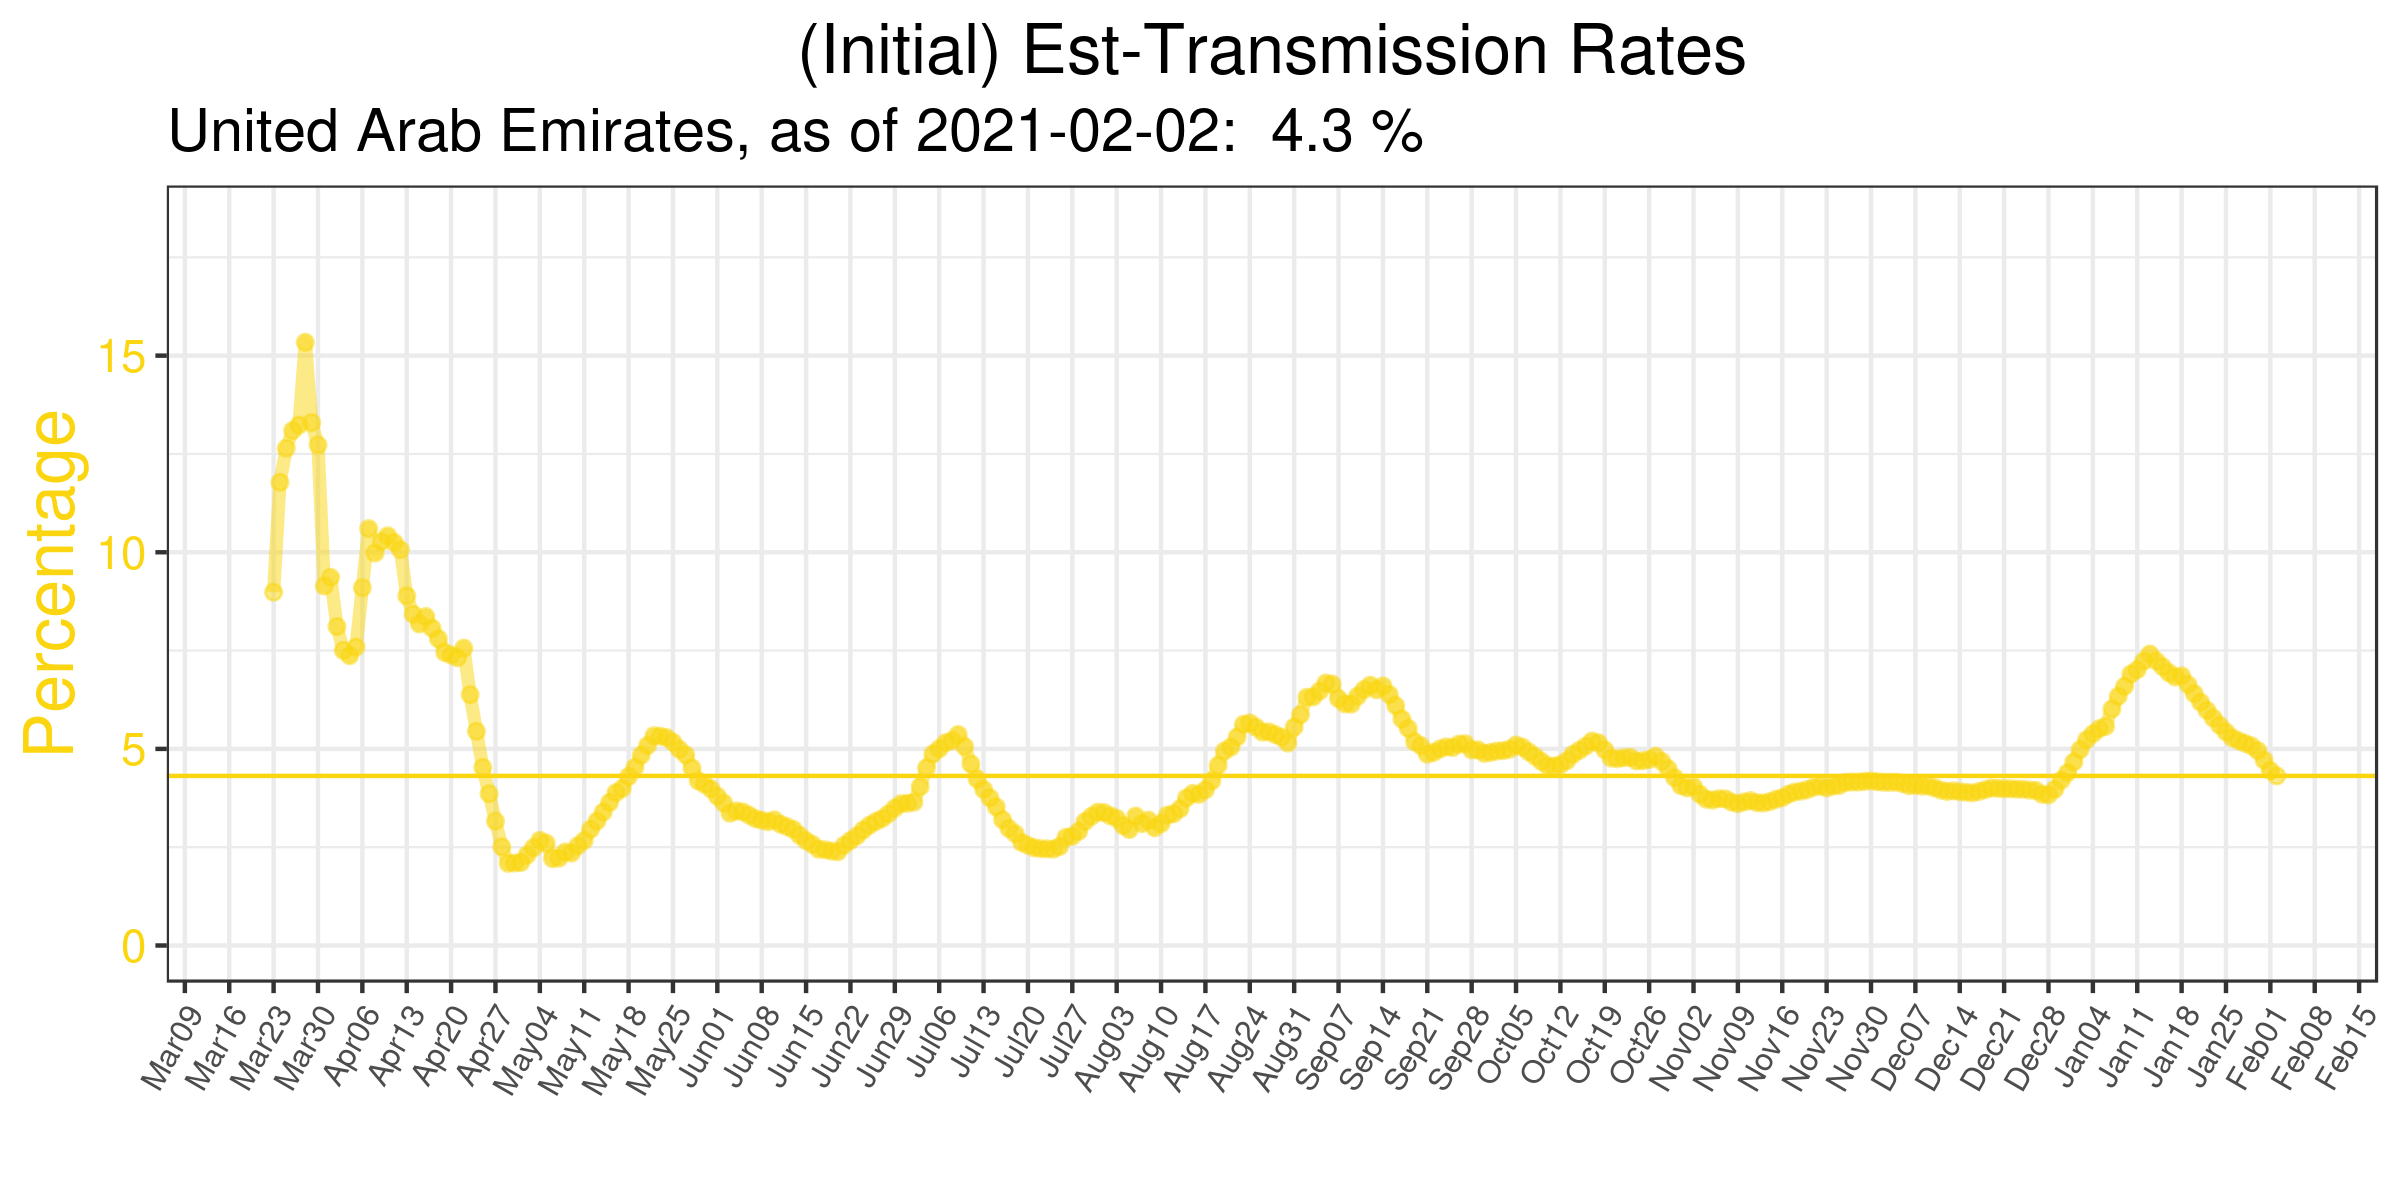 (Initial) Est-Transmission Rates
United Arab Emirates, as of 2021-02-02:  4.3 %
Percentage
15
10
5
0
Mar09
Mar16
Mar23
Mar30
Apr06
Apr13
Apr20
Apr27
May04
May11
May18
May25
Jun01
Jun08
Jun15
Jun22
Jun29
Jul06
Jul13
Jul20
Jul27
Aug03
Aug10
Aug17
Aug24
Aug31
Sep07
Sep14
Sep21
Sep28
Oct05
Oct12
Oct19
Oct26
Nov02
Nov09
Nov16
Nov23
Nov30
Dec07
Dec14
Dec21
Dec28
Jan04
Jan11
Jan18
Jan25
Feb01
Feb08
Feb15